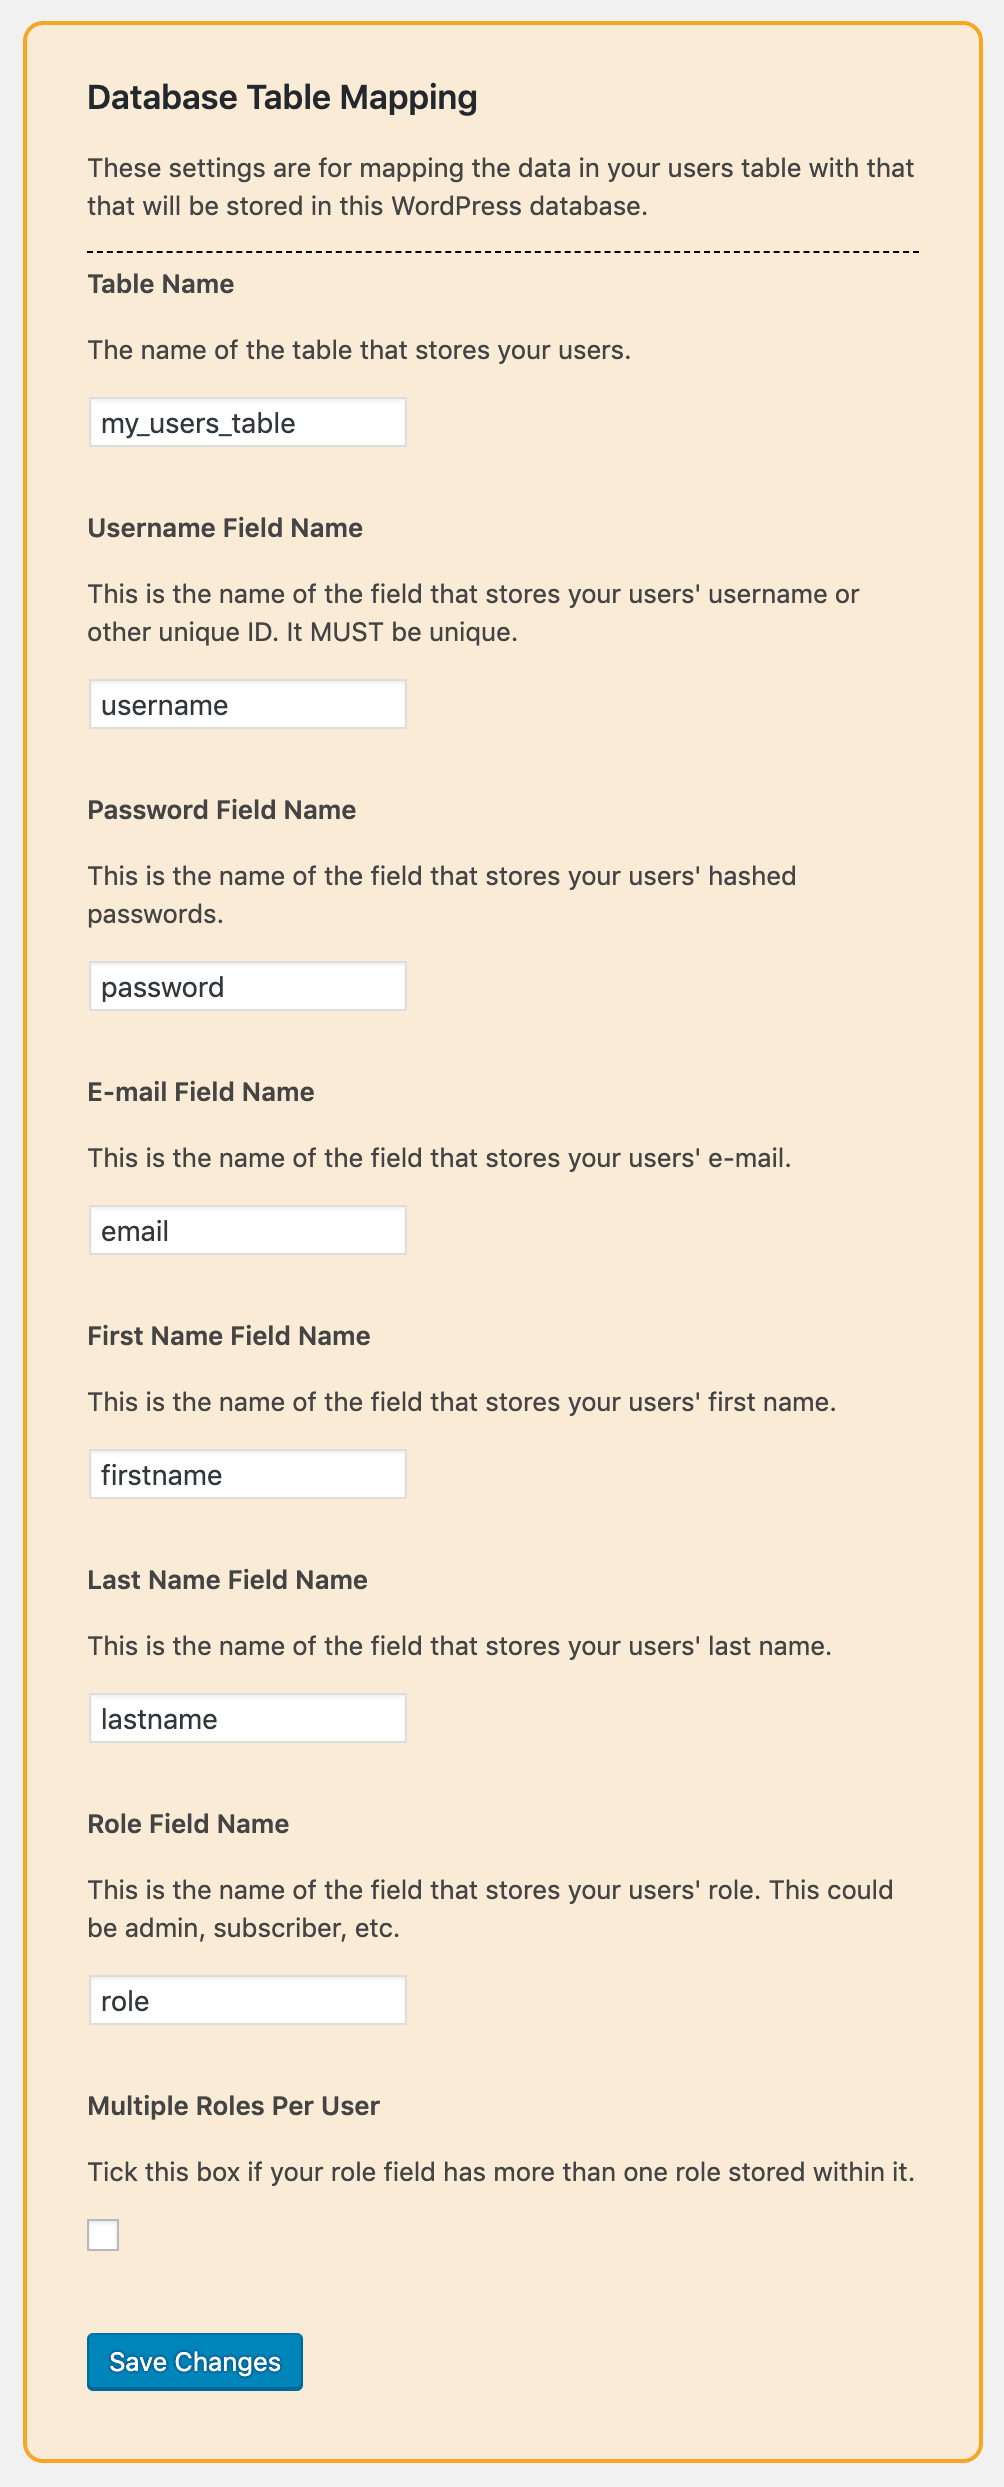 Database Table Mapping
These settings are for mapping the data in your users table with that
that will be stored in this WordPress database.
Table Name
The name of the table that stores your users.
my_users_table
Username Field Name
This is the name of the field that stores your users' username or
other unique ID. It MUST be unique.
username
Password Field Name
This is the name of the field that stores your users' hashed
passwords.
password
E-mail Field Name
This is the name of the field that stores your users' e-mail.
email
First Name Field Name
This is the name of the field that stores your users' first name.
firstname
Last Name Field Name
This is the name of the field that stores your users' last name.
lastname
Role Field Name
This is the name of the field that stores your users' role. This could
be admin, subscriber, etc.
role
Multiple Roles Per User
Tick this box if your role field has more than one role stored within it.
Save Changes